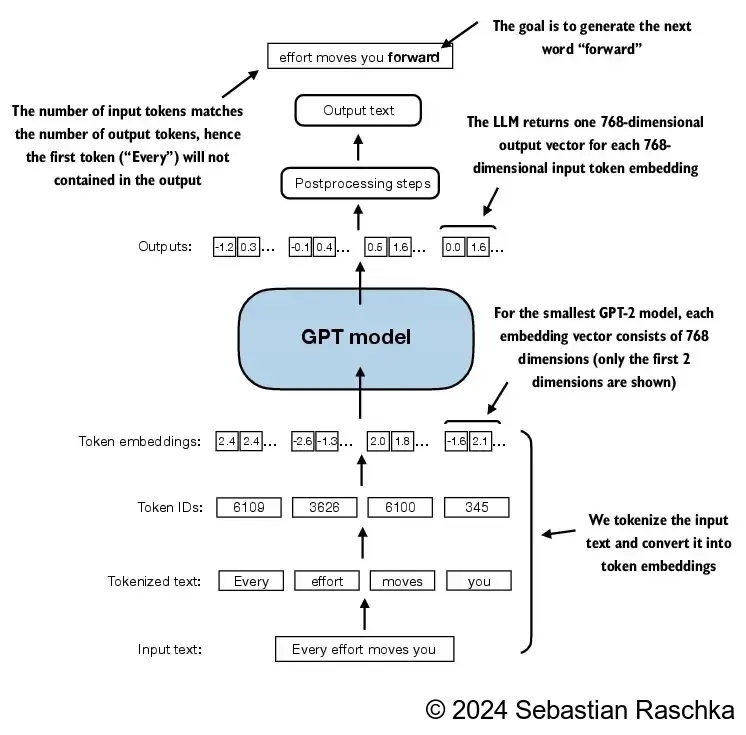 The goal is to generate the next
word “forward”
effort moves you forward
The number of input tokens matches
the number of output tokens, hence
the first token (“Every”) will not
contained in the output
Output text
The LLM returns one 768-dimensional
output vector for each 768-
dimensional input token embedding
Postprocessing steps
Outputs: -1.2 0.3 ... -0.1 0.4 ... 0.5 1.6 ... 0.0 1.6 ...
GPT model
For the smallest GPT-2 model, each
embedding vector consists of 768
dimensions (only the first 2
dimensions are shown)
Token embeddings: 2.4 2.4 ... -2.6 -1.3 ... 2.0 1.8 ... -1.6 2.1 ...
Token IDs: 6109 3626 6100 345
We tokenize the input
text and convert it into
token embeddings
Tokenized text: Every effort moves you
Input text: Every effort moves you
© 2024 Sebastian Raschka